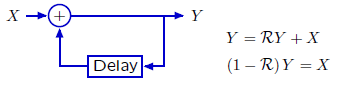 X + Y
Delay
Y = ℛY + X
(1 − ℛ) Y = X